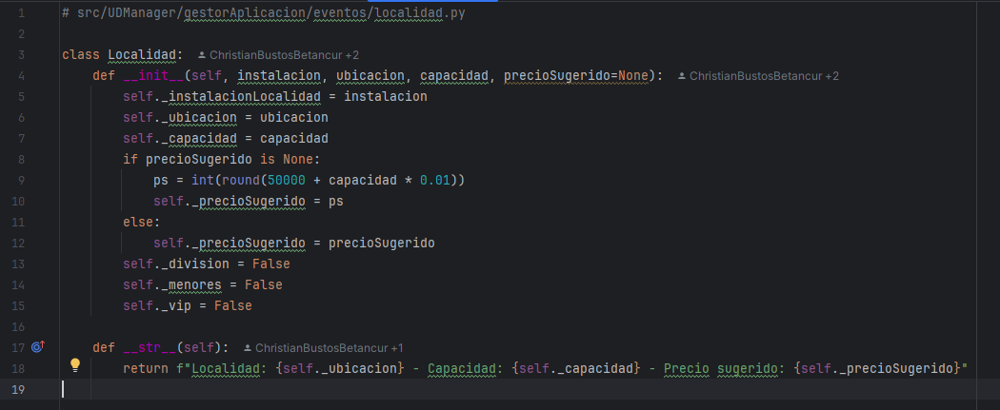 1 # src/UDManager/gestorAplicacion/eventos/localidad.py
2
3 class Localidad: ChristianBustosBetancur +2
4     def __init__(self, instalacion, ubicacion, capacidad, precioSugerido=None): ChristianBustosBetancur +2
5         self._instalacionLocalidad = instalacion
6         self._ubicacion = ubicacion
7         self._capacidad = capacidad
8         if precioSugerido is None:
9             ps = int(round(50000 + capacidad * 0.01))
10             self._precioSugerido = ps
11         else:
12             self._precioSugerido = precioSugerido
13         self._division = False
14         self._menores = False
15         self._vip = False
16
17     def __str__(self): ChristianBustosBetancur +1
18         return f"Localidad: {self._ubicacion} - Capacidad: {self._capacidad} - Precio sugerido: {self._precioSugerido}"
19